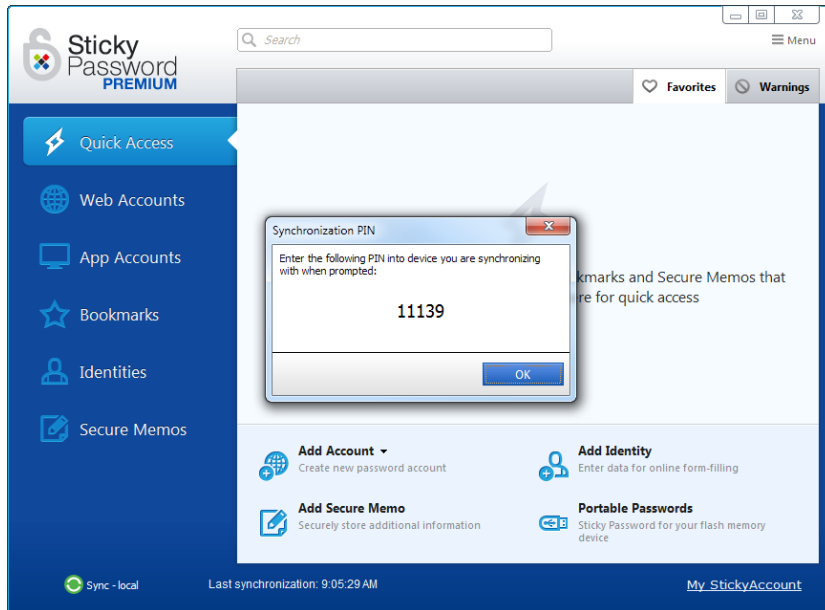 Sticky
Password
PREMIUM
Search
Menu
Favorites
Warnings
Quick Access
Web Accounts
App Accounts
Bookmarks
Identities
Secure Memos
Synchronization PIN
Enter the following PIN into device you are synchronizing
with when prompted:
11139
OK
and Secure Memos that
for quick access
Add Account
Create new password account
Add Identity
Enter data for online form-filling
Add Secure Memo
Securely store additional information
Portable Passwords
Sticky Password for your flash memory
device
Sync - local
Last synchronization: 9:05:29 AM
My StickyAccount